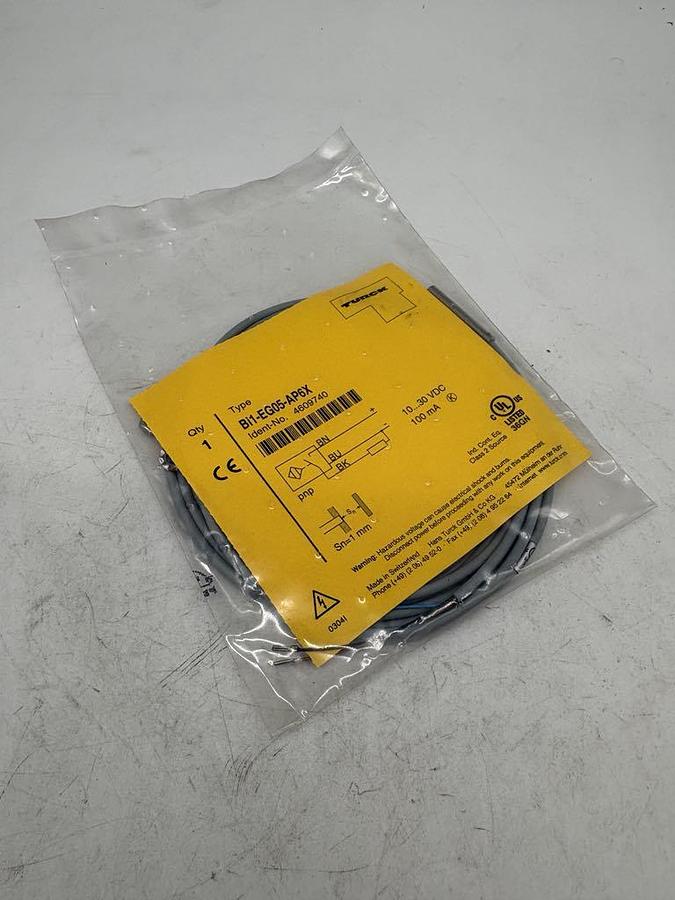 TURCK
Type
Qty
Bi1-EG05-AP6X
1
Ident-No. 4609740
10...30 VDC
100 mA
K
CE
BN
+
BU
BK
-
pnp
Sn
Sn=1 mm
C UL US
LISTED
Ind. Cont. Eq.
Class 2 Source
Warning: Hazardous voltage can cause electrical shock and burns.
Disconnect power before proceeding with any work on this equipment.
Made in Switzerland
Hans Turck GmbH & Co KG
45472 Mülheim an der Ruhr
Phone (+49) (2 08) 49 52-0
Fax (+49) (2 08) 4 95 22 64
Internet www.turck.com
0304I